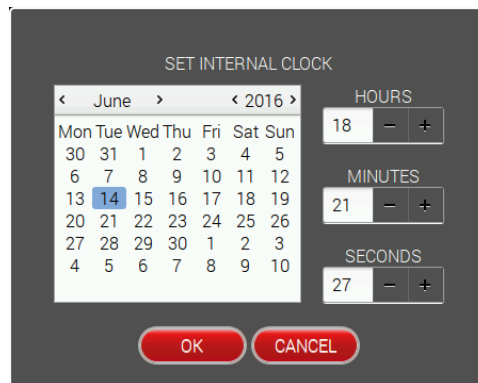 SET INTERNAL CLOCK
‹ June › ‹ 2016 ›
Mon Tue Wed Thu Fri Sat Sun
30 31 1 2 3 4 5
6 7 8 9 10 11 12
13 14 15 16 17 18 19
20 21 22 23 24 25 26
27 28 29 30 1 2 3
4 5 6 7 8 9 10
HOURS
18 − +
MINUTES
21 − +
SECONDS
27 − +
OK CANCEL